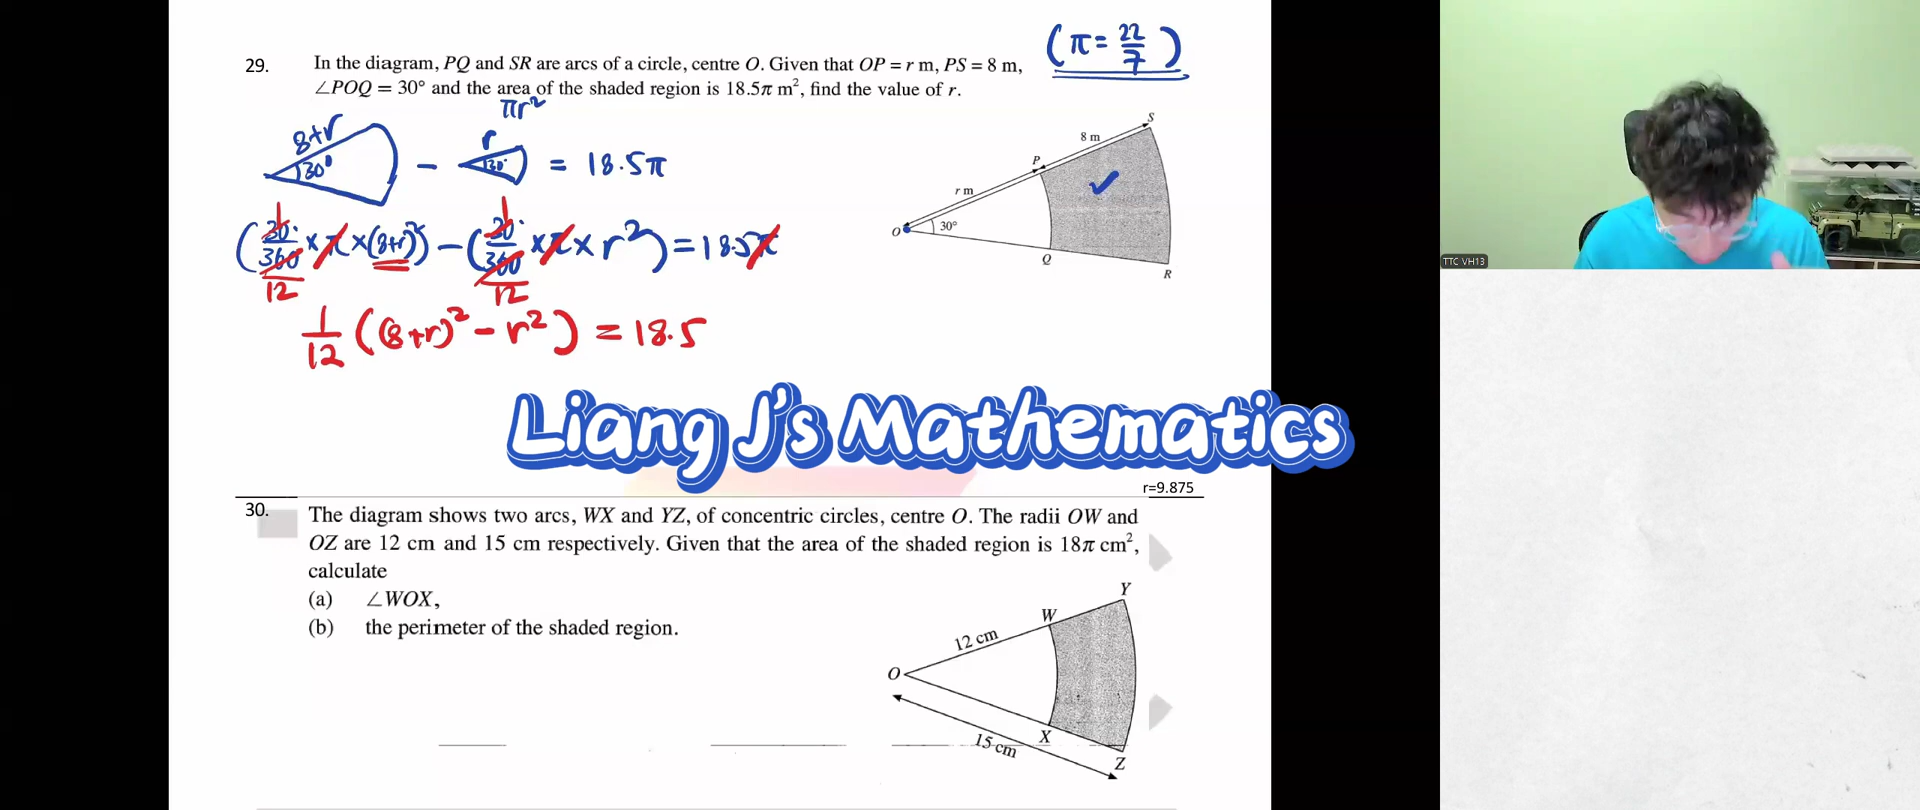 (π = 22/7)
29. In the diagram, PQ and SR are arcs of a circle, centre O. Given that OP = r m, PS = 8 m,
∠POQ = 30° and the area of the shaded region is 18.5π m², find the value of r.
πr²
8+r 30° − r 30° = 18.5π
(30°/360 × π × (8+r)²) − (30°/360 × π × r²) = 18.5π
1 12 1 12
1/12 ((8+r)² − r²) = 18.5
S
8 m
P
r m
O 30°
Q
R
TTC VH13
Liang J's Mathematics
r=9.875
30. The diagram shows two arcs, WX and YZ, of concentric circles, centre O. The radii OW and
OZ are 12 cm and 15 cm respectively. Given that the area of the shaded region is 18π cm²,
calculate
(a) ∠WOX,
(b) the perimeter of the shaded region.
Y
W
12 cm
O
X
15 cm
Z